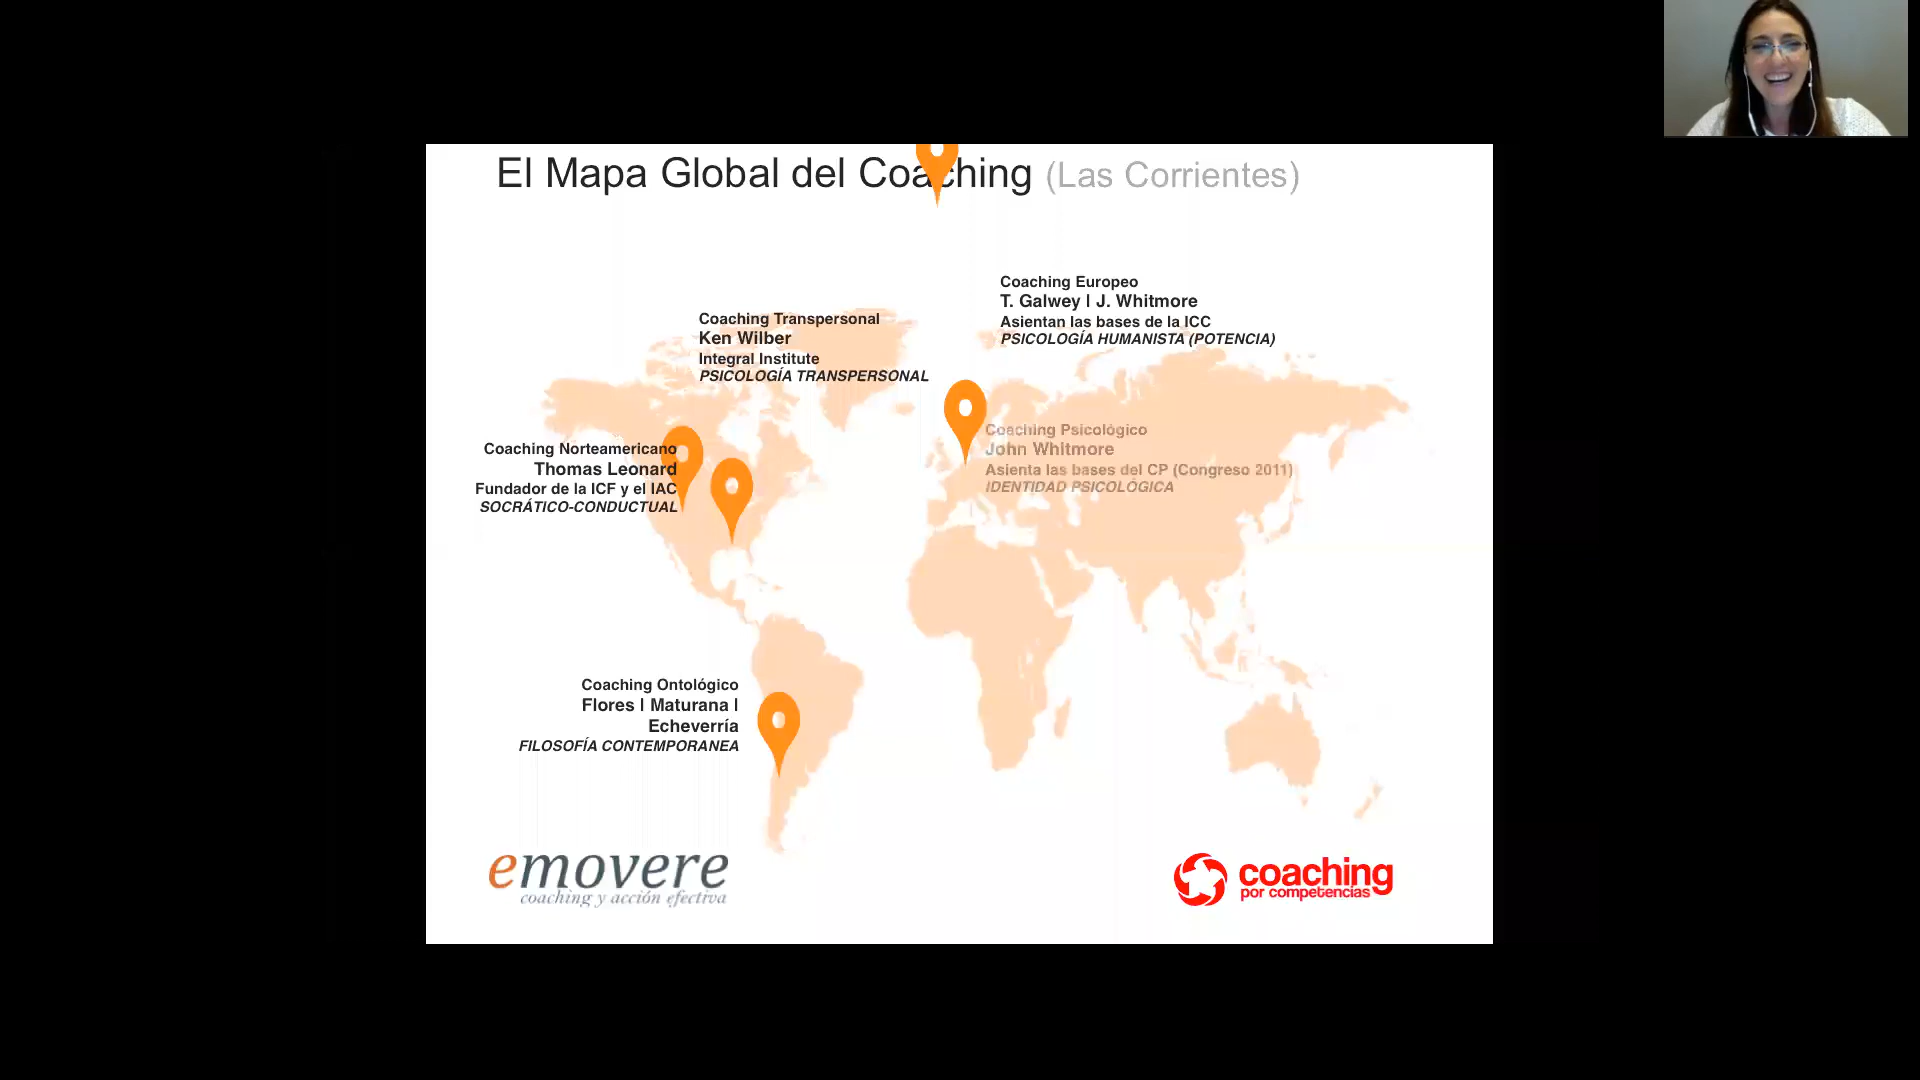 El Mapa Global del Coaching (Las Corrientes)
Coaching Europeo
T. Galwey | J. Whitmore
Asientan las bases de la ICC
PSICOLOGÍA HUMANISTA (POTENCIA)
Coaching Transpersonal
Ken Wilber
Integral Institute
PSICOLOGÍA TRANSPERSONAL
Coaching Psicológico
John Whitmore
Asienta las bases del CP (Congreso 2011)
IDENTIDAD PSICOLÓGICA
Coaching Norteamericano
Thomas Leonard
Fundador de la ICF y el IAC
SOCRÁTICO-CONDUCTUAL
Coaching Ontológico
Flores | Maturana |
Echeverría
FILOSOFÍA CONTEMPORANEA
emovere
coaching y acción efectiva
coaching
por competencias